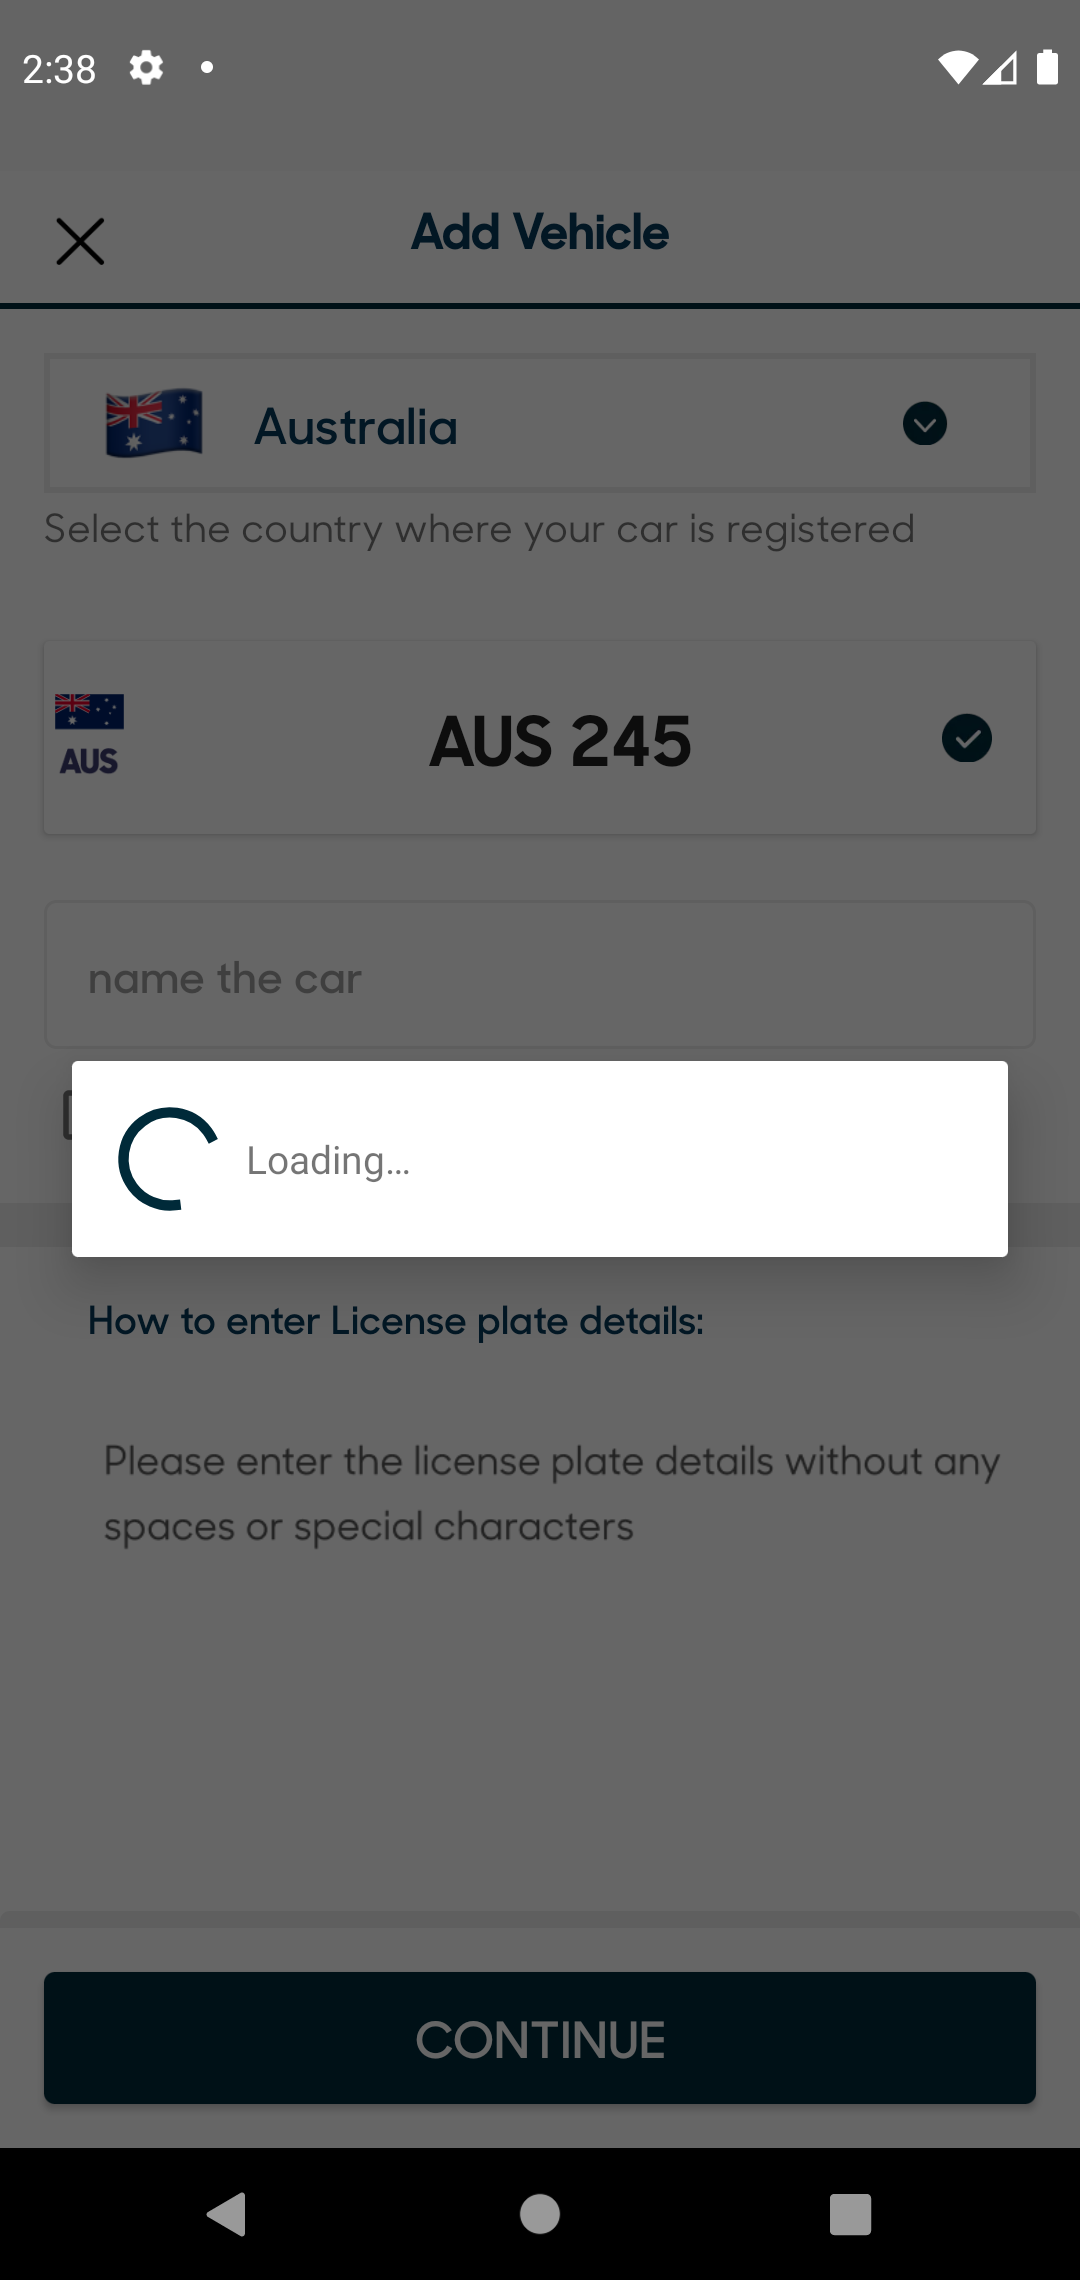 2:38
Add Vehicle
Australia
Select the country where your car is registered
AUS 245
AUS
name the car
Loading...
How to enter License plate details:
Please enter the license plate details without any
spaces or special characters
CONTINUE